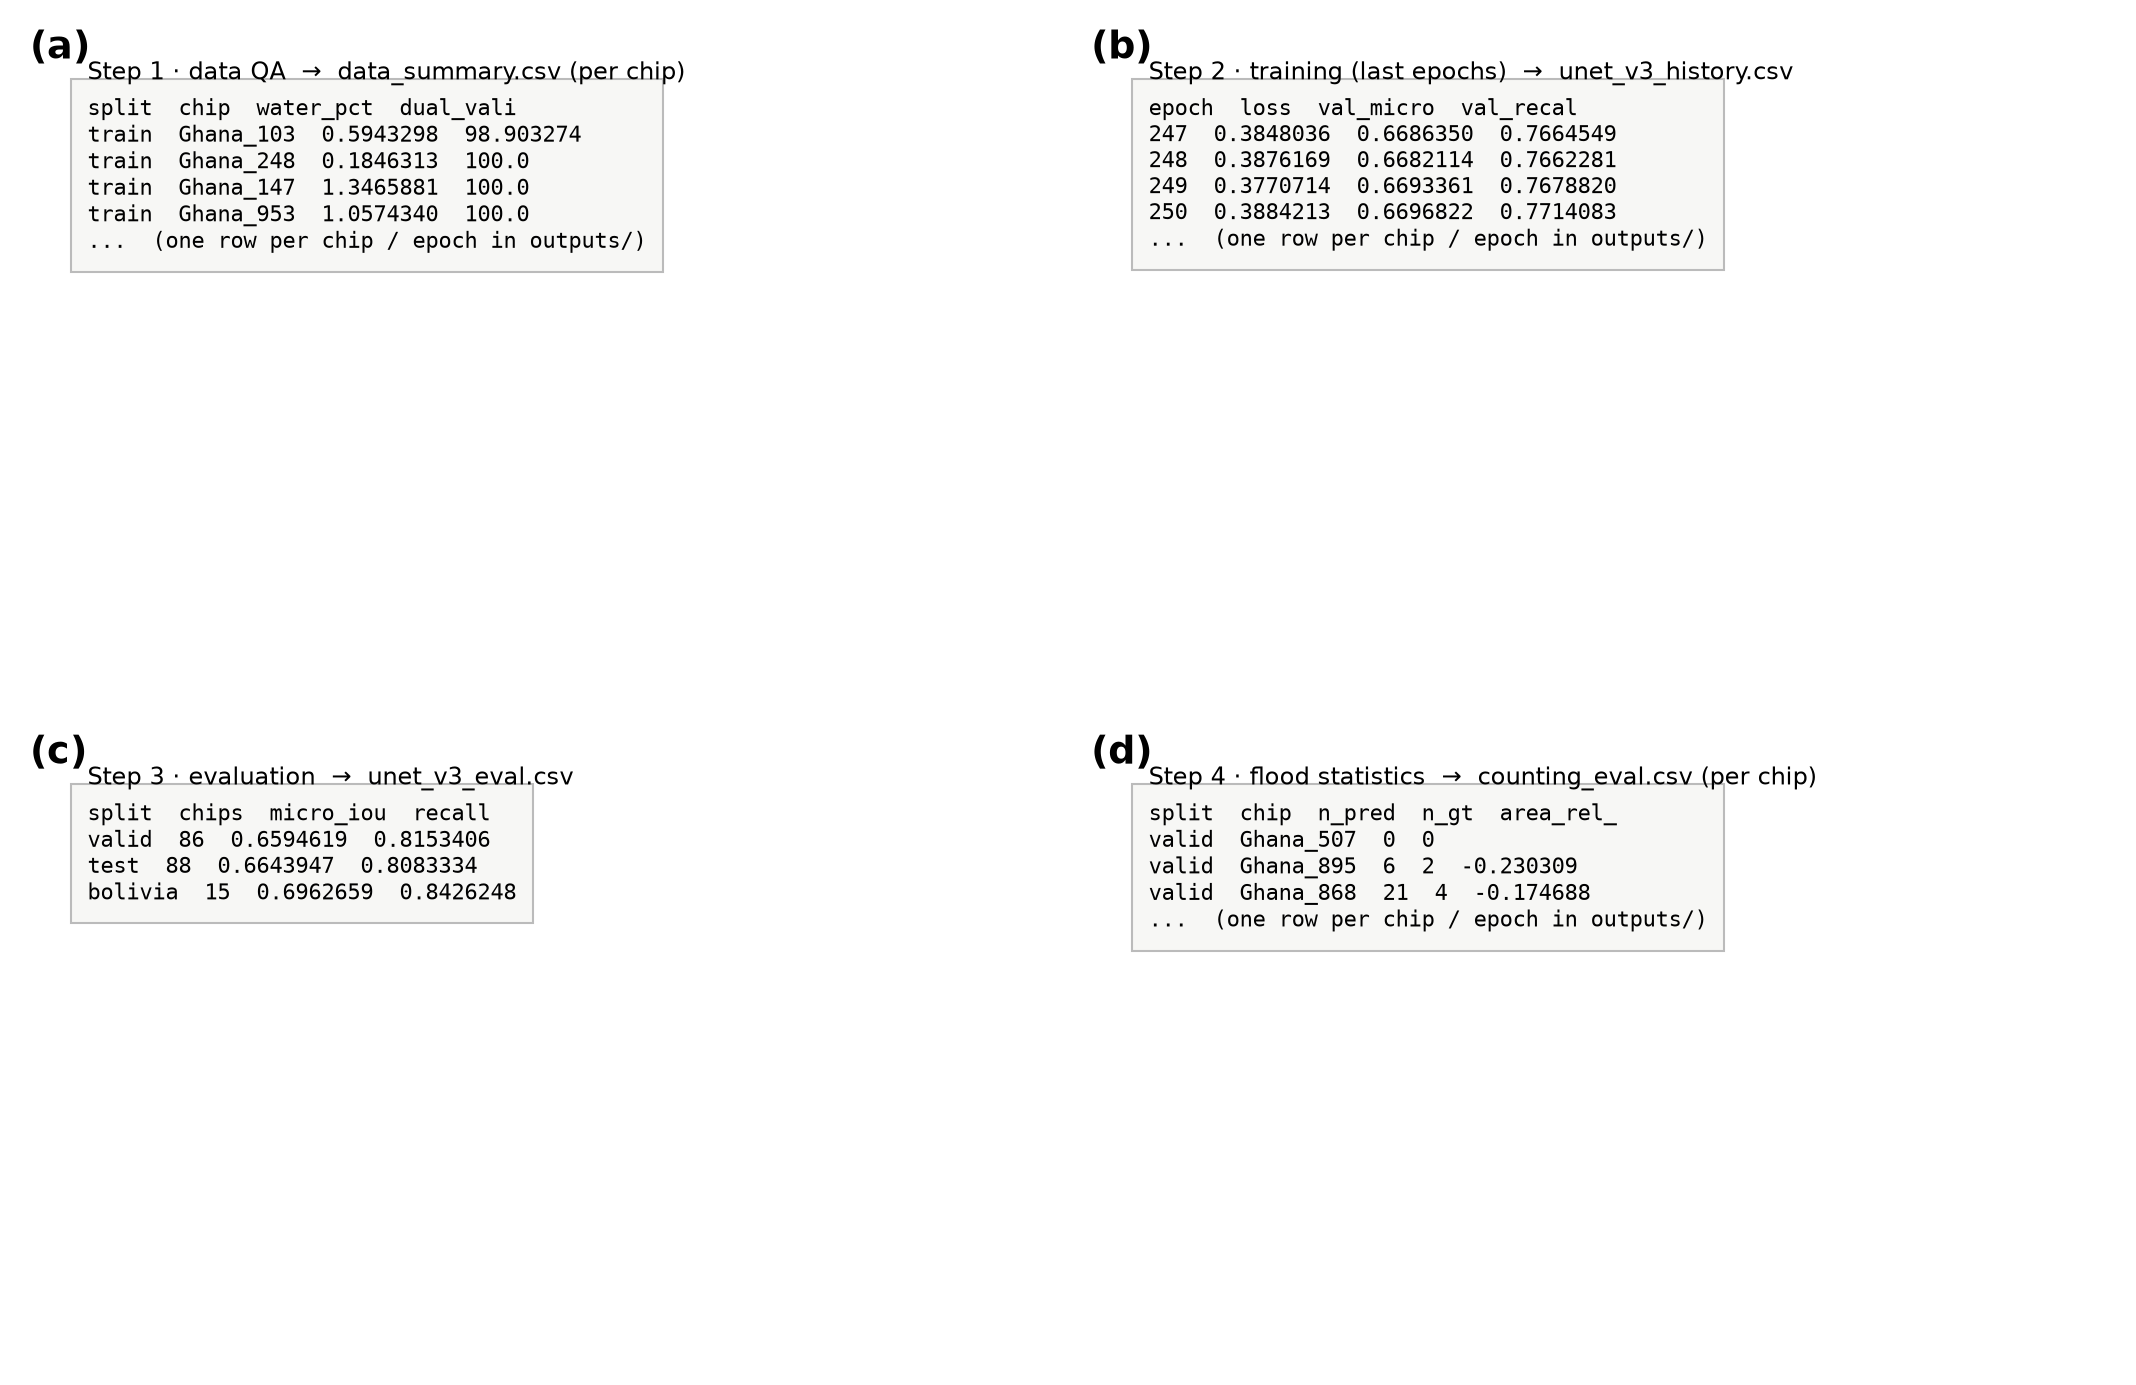 (a)
Step 1 · data QA → data_summary.csv (per chip)
split chip water_pct dual_vali
train Ghana_103 0.5943298 98.903274
train Ghana_248 0.1846313 100.0
train Ghana_147 1.3465881 100.0
train Ghana_953 1.0574340 100.0
... (one row per chip / epoch in outputs/)
(b)
Step 2 · training (last epochs) → unet_v3_history.csv
epoch loss val_micro val_recal
247 0.3848036 0.6686350 0.7664549
248 0.3876169 0.6682114 0.7662281
249 0.3770714 0.6693361 0.7678820
250 0.3884213 0.6696822 0.7714083
... (one row per chip / epoch in outputs/)
(c)
Step 3 · evaluation → unet_v3_eval.csv
split chips micro_iou recall
valid 86 0.6594619 0.8153406
test 88 0.6643947 0.8083334
bolivia 15 0.6962659 0.8426248
(d)
Step 4 · flood statistics → counting_eval.csv (per chip)
split chip n_pred n_gt area_rel_
valid Ghana_507 0 0
valid Ghana_895 6 2 -0.230309
valid Ghana_868 21 4 -0.174688
... (one row per chip / epoch in outputs/)